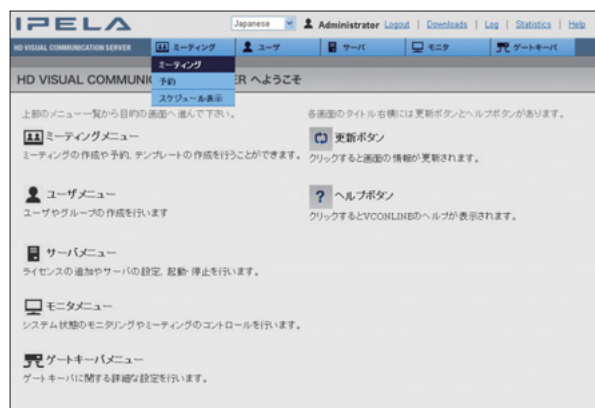 IPELA
Japanese Administrator Logout | Downloads | Log | Statistics | Help
HD VISUAL COMMUNICATION SERVER ミーティング ユーザ サーバ モニタ ゲートキーパ
ミーティング
予約
スケジュール表示
HD VISUAL COMMUNI ER へようこそ
上部のメニュー一覧から目的の画面へ進んで下さい。
ミーティングメニュー
ミーティングの作成や予約、テンプレートの作成を行うことができます。
ユーザメニュー
ユーザやグループの作成を行います
サーバメニュー
ライセンスの追加やサーバの設定、起動・停止を行います。
モニタメニュー
システム状態のモニタリングやミーティングのコントロールを行います。
ゲートキーパメニュー
ゲートキーパに関する詳細な設定を行います。
各画面のタイトル右横には更新ボタンとヘルプボタンがあります。
更新ボタン
クリックすると画面の情報が更新されます。
? ヘルプボタン
クリックするとVCONLINEBのヘルプが表示されます。